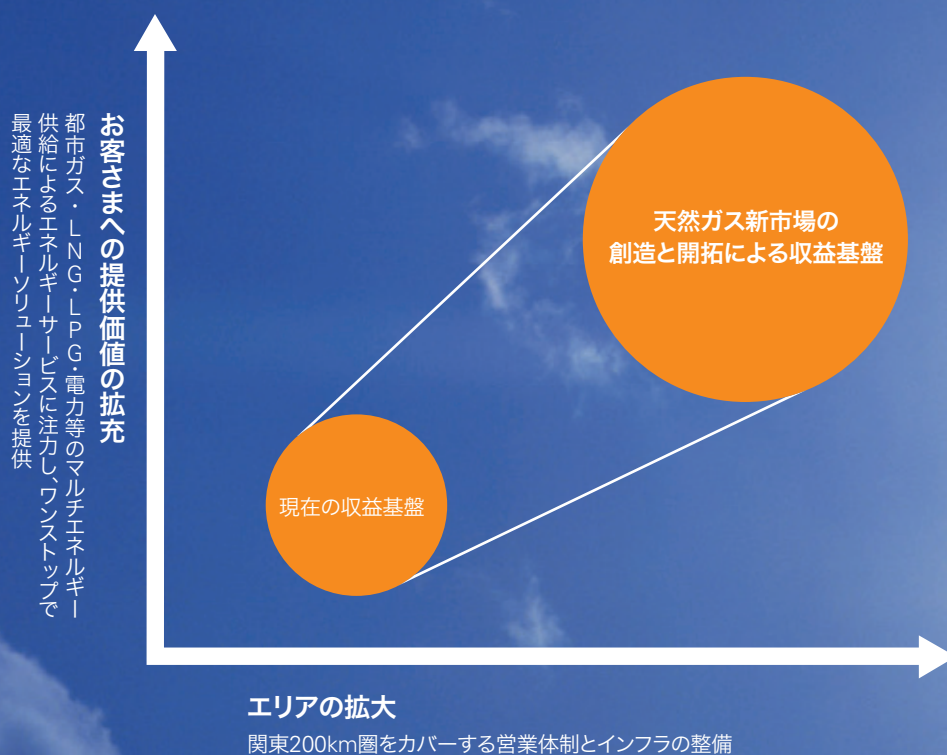 お客さまへの提供価値の拡充
都市ガス・LNG・LPG・電力等のマルチエネルギー
供給によるエネルギーサービスに注力し、ワンストップで
最適なエネルギーソリューションを提供
天然ガス新市場の
創造と開拓による収益基盤
現在の収益基盤
エリアの拡大
関東200km圏をカバーする営業体制とインフラの整備